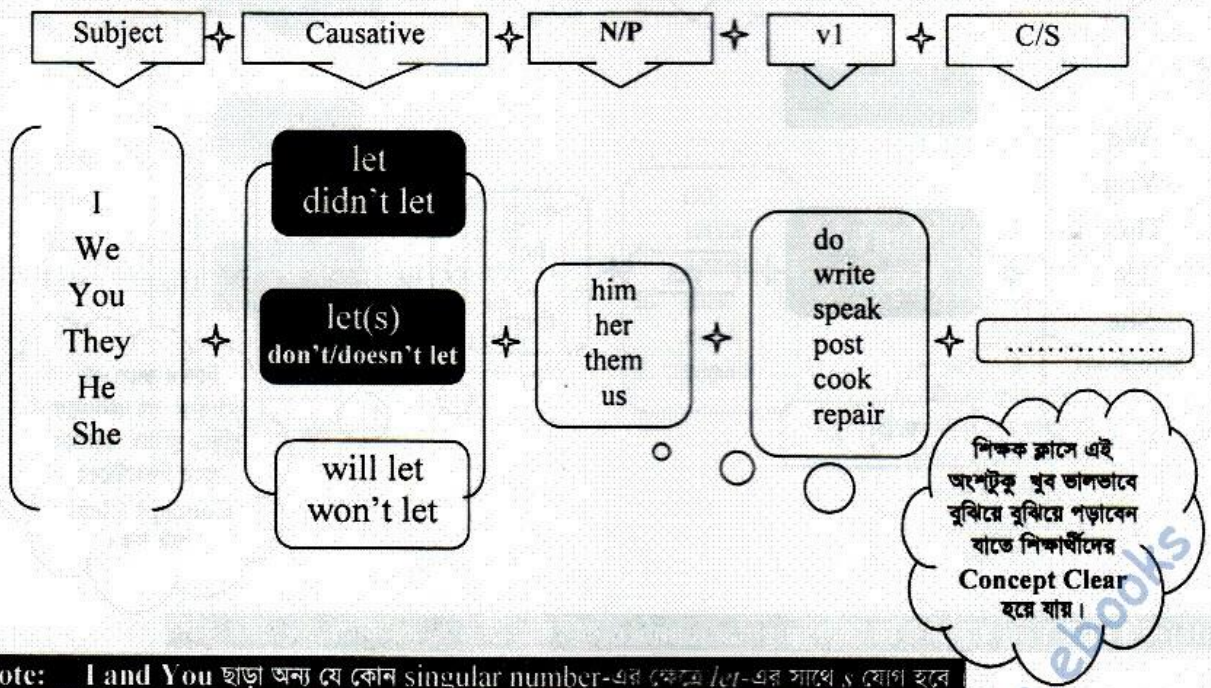 Subject Causative N/P v1 C/S
I
We
You
They
He
She
let
didn't let
let(s)
don't/doesn't let
will let
won't let
him
her
them
us
do
write
speak
post
cook
repair
................
শিক্ষক ক্লাসে এই
অংশটুকু খুব ভালভাবে
বুঝিয়ে বুঝিয়ে পড়াবেন
যাতে শিক্ষার্থীদের
Concept Clear
হয়ে যায়।
ebooks
ote: I and You ছাড়া অন্য যে কোন singular number-এর ক্ষেত্রে let-এর সাথে s যোগ হবে